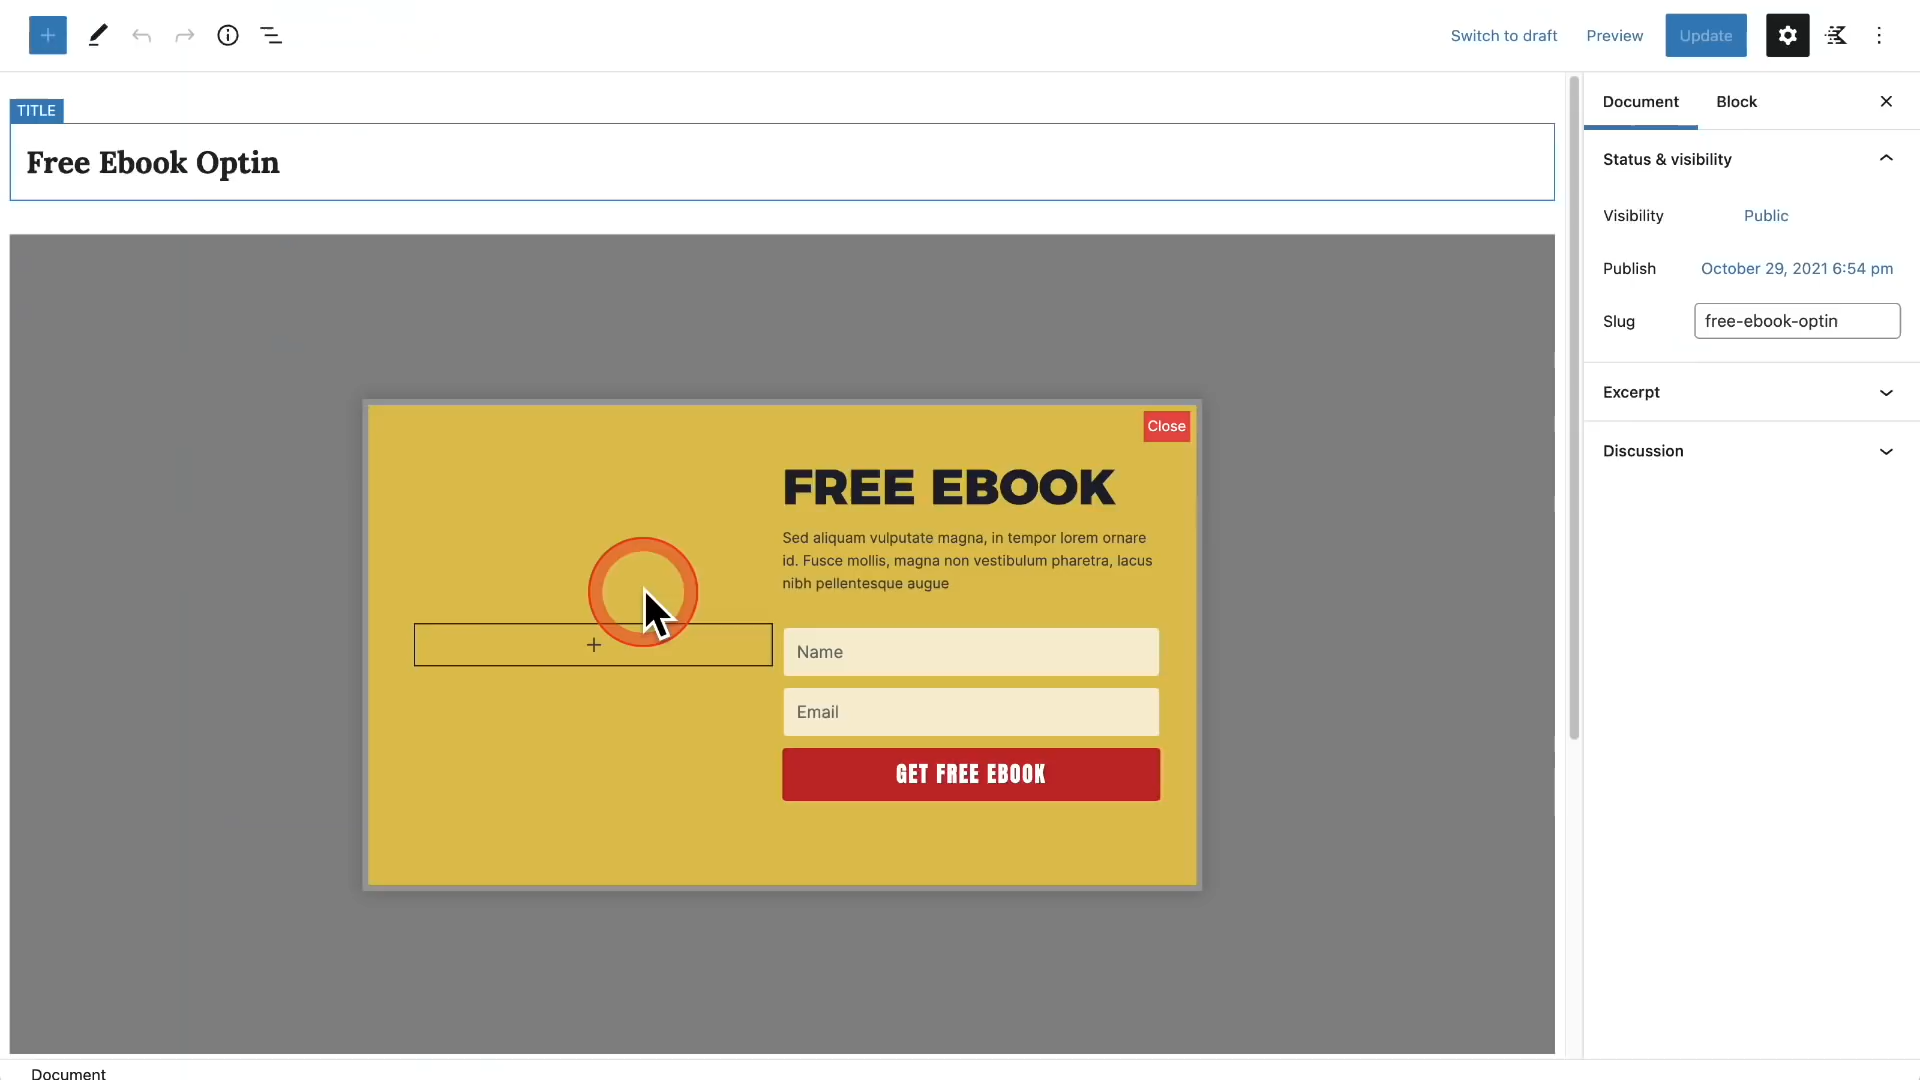 Switch to draft
Preview
Update
Document
Block
TITLE
Free Ebook Optin
Status & visibility
Visibility
Public
Publish
October 29, 2021 6:54 pm
Slug
free-ebook-optin
Excerpt
Discussion
Close
FREE EBOOK
Sed aliquam vulputate magna, in tempor lorem ornare
id. Fusce mollis, magna non vestibulum pharetra, lacus
nibh pellentesque augue
Name
Email
GET FREE EBOOK
Document